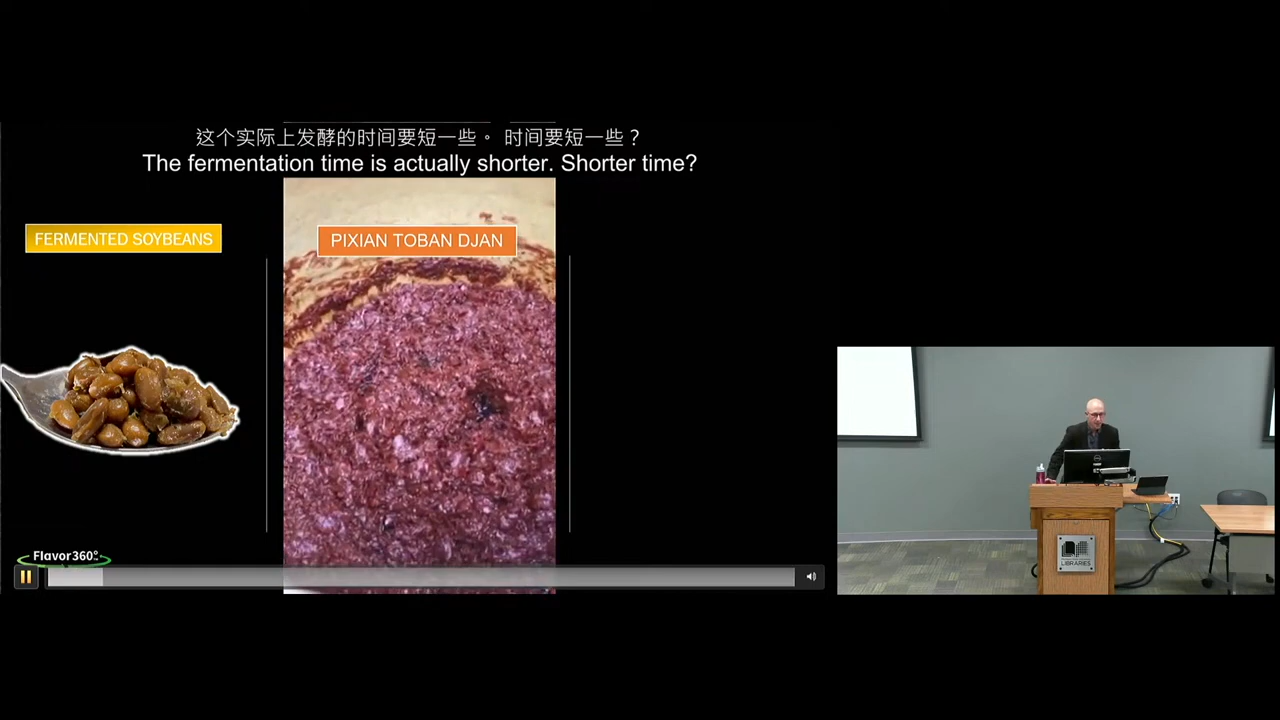 这个实际上发酵的时间要短一些。 时间要短一些？
The fermentation time is actually shorter. Shorter time?
FERMENTED SOYBEANS
PIXIAN TOBAN DJAN
Flavor360°
LIBRARIES